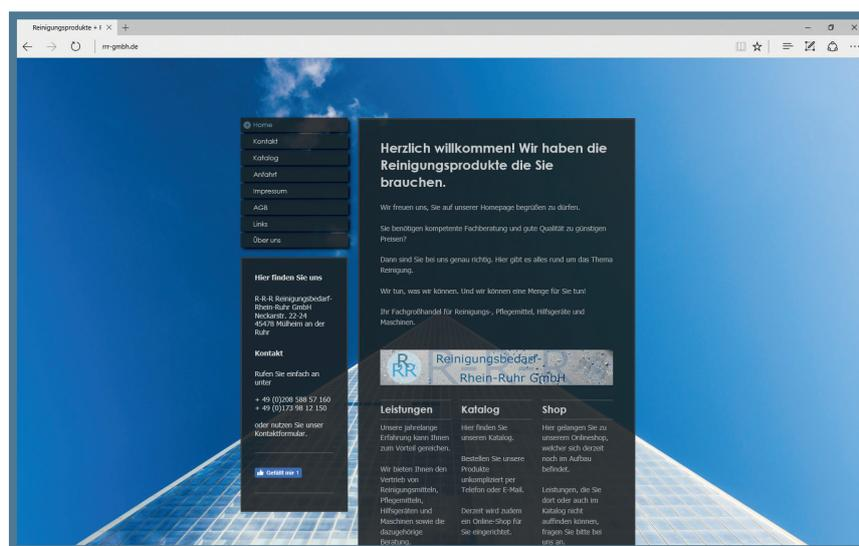 Reinigungsprodukte + F
rrr-gmbh.de
Home
Kontakt
Katalog
Anfahrt
Impressum
AGB
Links
Über uns
Hier finden Sie uns
R-R-R Reinigungsbedarf-
Rhein-Ruhr GmbH
Neckarstr. 22-24
45478 Mülheim an der
Ruhr
Kontakt
Rufen Sie einfach an
unter
+ 49 (0)208 588 57 160
+ 49 (0)173 98 12 150
oder nutzen Sie unser
Kontaktformular.
Gefällt mir 1
Herzlich willkommen! Wir haben die
Reinigungsprodukte die Sie
brauchen.
Wir freuen uns, Sie auf unserer Homepage begrüßen zu dürfen.
Sie benötigen kompetente Fachberatung und gute Qualität zu günstigen
Preisen?
Dann sind Sie bei uns genau richtig. Hier gibt es alles rund um das Thema
Reinigung.
Wir tun, was wir können. Und wir können eine Menge für Sie tun!
Ihr Fachgroßhandel für Reinigungs-, Pflegemittel, Hilfsgeräte und
Maschinen.
R
RR
R-R-R
Reinigungsbedarf-
Rhein-Ruhr GmbH
Leistungen
Unsere jahrelange
Erfahrung kann Ihnen
zum Vorteil gereichen.
Wir bieten Ihnen den
Vertrieb von
Reinigungsmitteln,
Pflegemitteln,
Hilfsgeräten und
Maschinen sowie die
dazugehörige
Beratung.
Katalog
Hier finden Sie
unseren Katalog.
Bestellen Sie unsere
Produkte
unkompliziert per
Telefon oder E-Mail.
Derzeit wird zudem
ein Online-Shop für
Sie eingerichtet.
Shop
Hier gelangen Sie zu
unserem Onlineshop,
welcher sich derzeit
noch im Aufbau
befindet.
Leistungen, die Sie
dort oder auch im
Katalog nicht
auffinden können,
fragen Sie bitte bei
uns an.